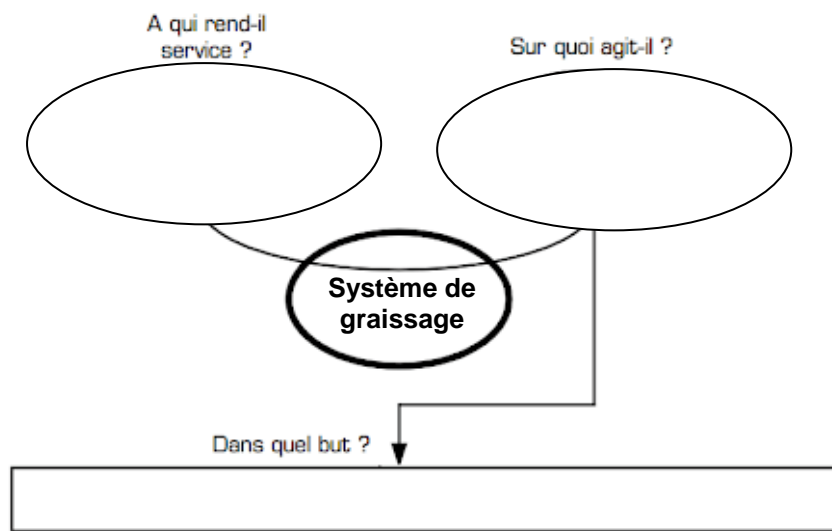 A qui rend-il
service ?
Sur quoi agit-il ?
Système de
graissage
Dans quel but ?